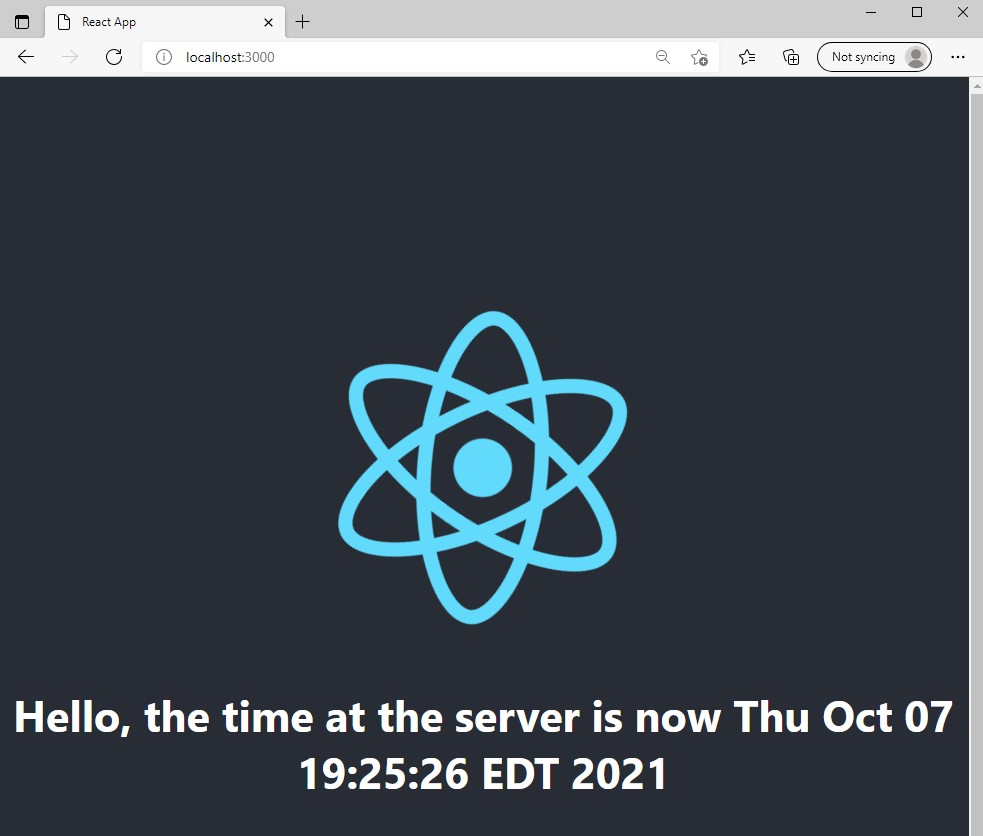 React App
localhost:3000
Not syncing
Hello, the time at the server is now Thu Oct 07
19:25:26 EDT 2021